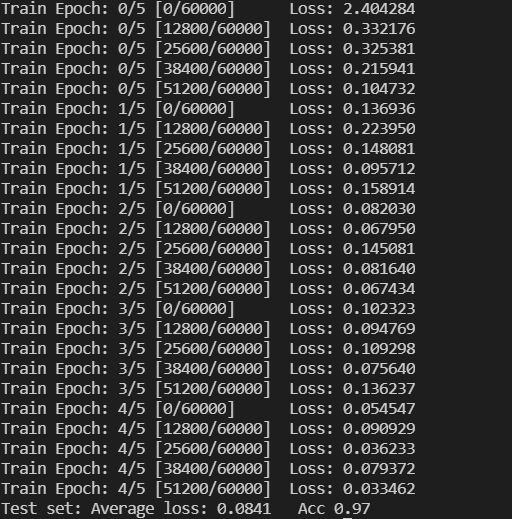 Train Epoch: 0/5 [0/60000] Loss: 2.404284
Train Epoch: 0/5 [12800/60000] Loss: 0.332176
Train Epoch: 0/5 [25600/60000] Loss: 0.325381
Train Epoch: 0/5 [38400/60000] Loss: 0.215941
Train Epoch: 0/5 [51200/60000] Loss: 0.104732
Train Epoch: 1/5 [0/60000] Loss: 0.136936
Train Epoch: 1/5 [12800/60000] Loss: 0.223950
Train Epoch: 1/5 [25600/60000] Loss: 0.148081
Train Epoch: 1/5 [38400/60000] Loss: 0.095712
Train Epoch: 1/5 [51200/60000] Loss: 0.158914
Train Epoch: 2/5 [0/60000] Loss: 0.082030
Train Epoch: 2/5 [12800/60000] Loss: 0.067950
Train Epoch: 2/5 [25600/60000] Loss: 0.145081
Train Epoch: 2/5 [38400/60000] Loss: 0.081640
Train Epoch: 2/5 [51200/60000] Loss: 0.067434
Train Epoch: 3/5 [0/60000] Loss: 0.102323
Train Epoch: 3/5 [12800/60000] Loss: 0.094769
Train Epoch: 3/5 [25600/60000] Loss: 0.109298
Train Epoch: 3/5 [38400/60000] Loss: 0.075640
Train Epoch: 3/5 [51200/60000] Loss: 0.136237
Train Epoch: 4/5 [0/60000] Loss: 0.054547
Train Epoch: 4/5 [12800/60000] Loss: 0.090929
Train Epoch: 4/5 [25600/60000] Loss: 0.036233
Train Epoch: 4/5 [38400/60000] Loss: 0.079372
Train Epoch: 4/5 [51200/60000] Loss: 0.033462
Test set: Average loss: 0.0841 Acc 0.97